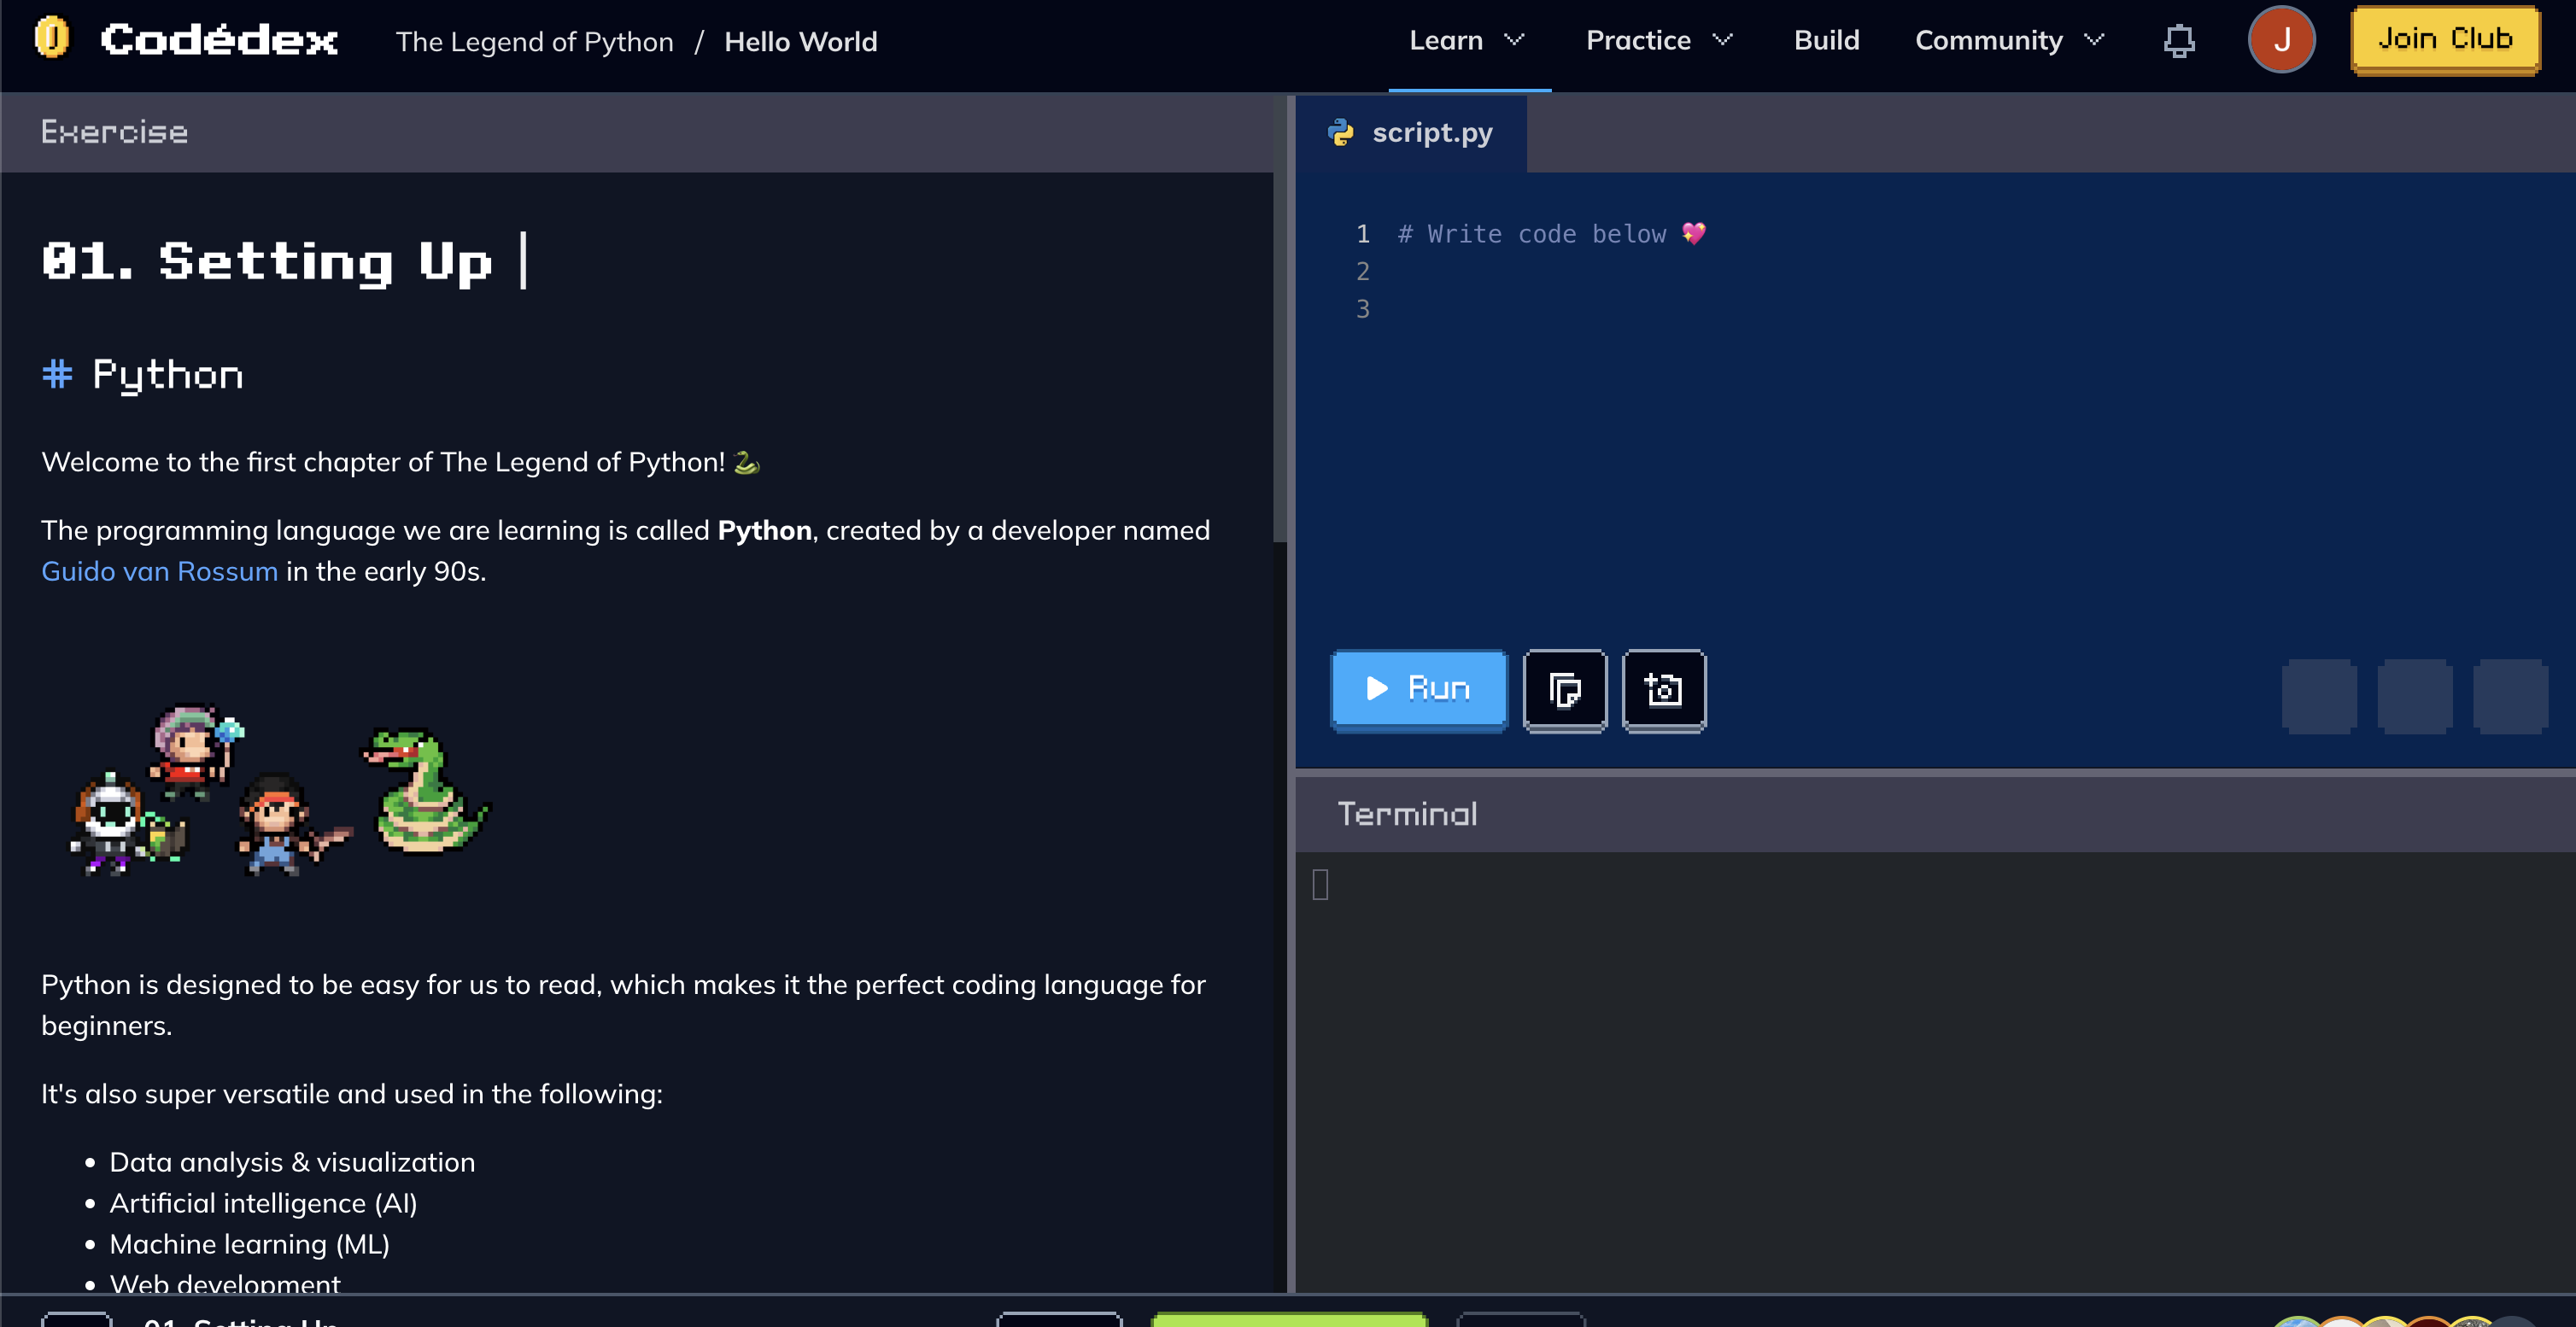 Codédex
The Legend of Python / Hello World
Learn
Practice
Build
Community
J
Join Club
Exercise
01. Setting Up
# Python
Welcome to the first chapter of The Legend of Python! 🐍
The programming language we are learning is called Python, created by a developer named
Guido van Rossum in the early 90s.
Python is designed to be easy for us to read, which makes it the perfect coding language for
beginners.
It's also super versatile and used in the following:
• Data analysis & visualization
• Artificial intelligence (AI)
• Machine learning (ML)
• Web development
01. Setting Up
script.py
1 # Write code below 💖
2
3
Run
Terminal